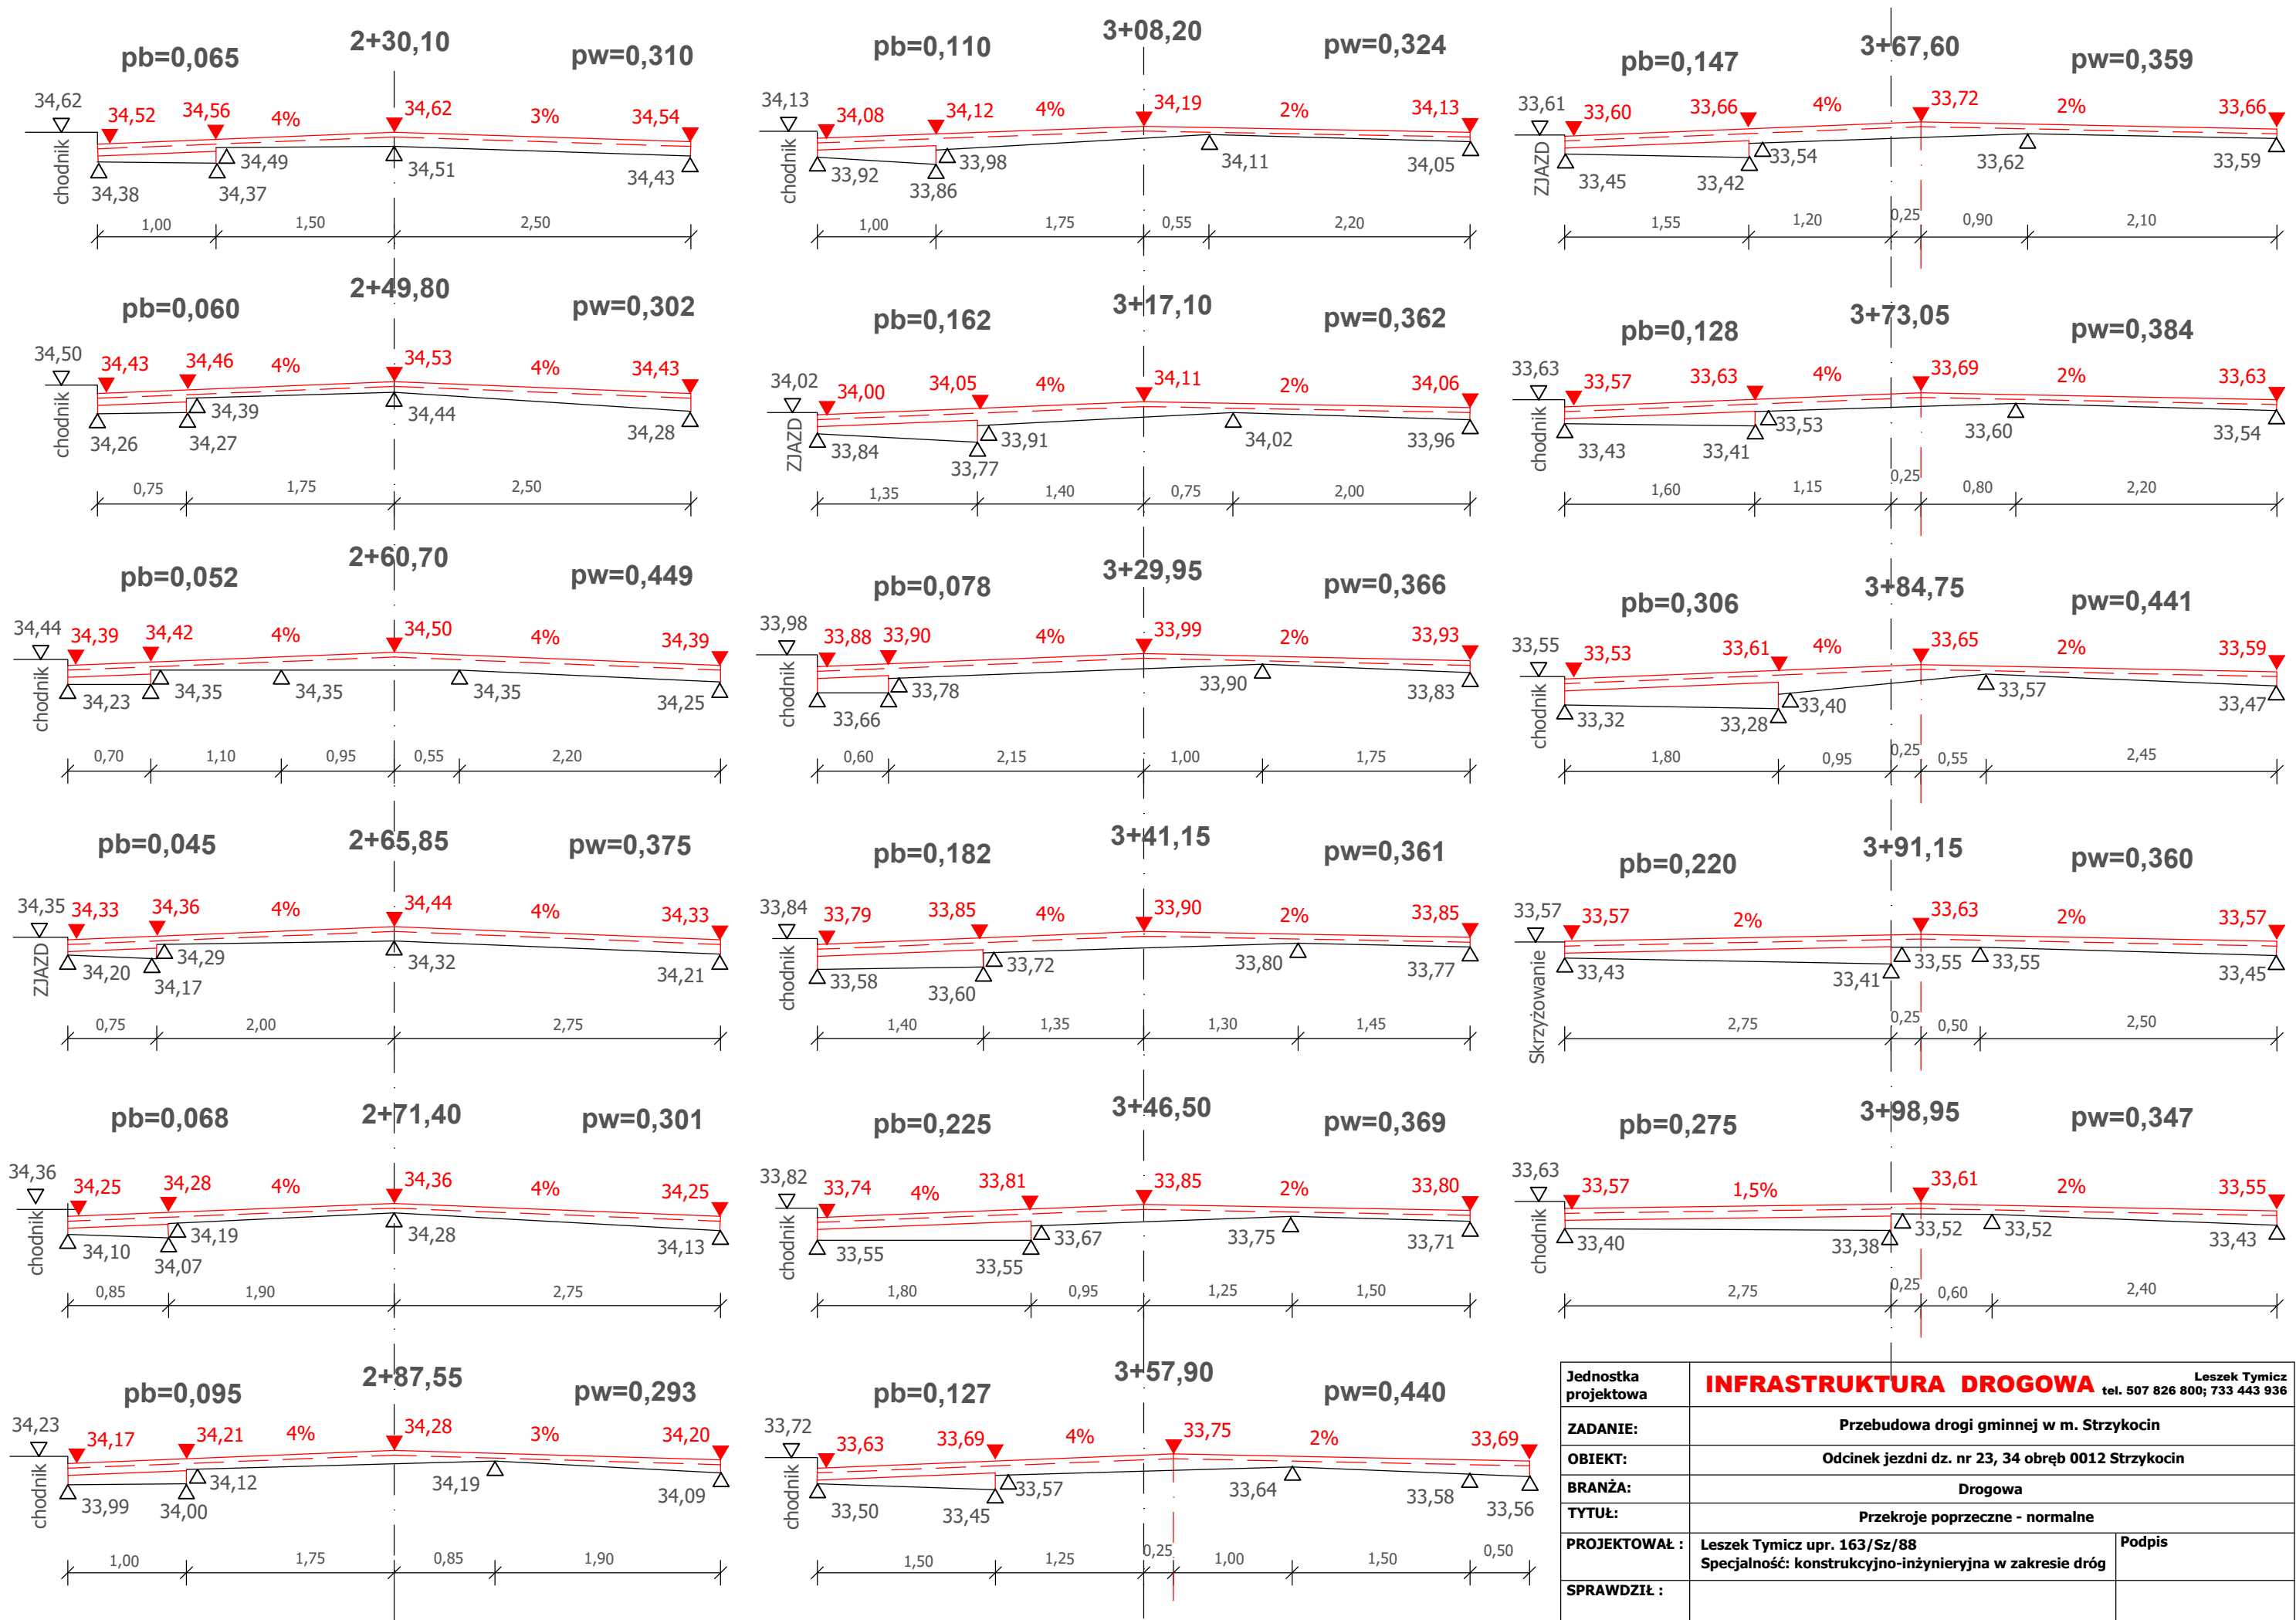 2+30,10
pb=0,065 pw=0,310
34,62 34,52 34,56 4% 34,62 3% 34,54
chodnik
34,49 34,51 34,43
34,38 34,37
1,00 1,50 2,50
2+49,80
pb=0,060 pw=0,302
34,50 34,43 34,46 4% 34,53 4% 34,43
chodnik
34,39 34,44 34,28
34,26 34,27
0,75 1,75 2,50
2+60,70
pb=0,052 pw=0,449
34,44 34,39 34,42 4% 34,50 4% 34,39
chodnik
34,23 34,35 34,35 34,35 34,25
0,70 1,10 0,95 0,55 2,20
2+65,85
pb=0,045 pw=0,375
34,35 34,33 34,36 4% 34,44 4% 34,33
ZJAZD
34,20 34,29 34,32 34,21
34,17
0,75 2,00 2,75
2+71,40
pb=0,068 pw=0,301
34,36 34,25 34,28 4% 34,36 4% 34,25
chodnik
34,10 34,19 34,28 34,13
34,07
0,85 1,90 2,75
2+87,55
pb=0,095 pw=0,293
34,23 34,17 34,21 4% 34,28 3% 34,20
chodnik
34,12 34,19 34,09
33,99 34,00
1,00 1,75 0,85 1,90
3+08,20
pb=0,110 pw=0,324
34,13 34,08 34,12 4% 34,19 2% 34,13
chodnik
33,92 33,98 34,11 34,05
33,86
1,00 1,75 0,55 2,20
3+17,10
pb=0,162 pw=0,362
34,02 34,00 34,05 4% 34,11 2% 34,06
ZJAZD
33,84 33,91 34,02 33,96
33,77
1,35 1,40 0,75 2,00
3+29,95
pb=0,078 pw=0,366
33,98 33,88 33,90 4% 33,99 2% 33,93
chodnik
33,66 33,78 33,90 33,83
0,60 2,15 1,00 1,75
3+41,15
pb=0,182 pw=0,361
33,84 33,79 33,85 4% 33,90 2% 33,85
chodnik
33,58 33,72 33,80 33,77
33,60
1,40 1,35 1,30 1,45
3+46,50
pb=0,225 pw=0,369
33,82 33,74 4% 33,81 33,85 2% 33,80
chodnik
33,55 33,67 33,75 33,71
33,55
1,80 0,95 1,25 1,50
3+57,90
pb=0,127 pw=0,440
33,72 33,63 33,69 4% 33,75 2% 33,69
chodnik
33,50 33,57 33,64 33,58 33,56
33,45
1,50 1,25 0,25 1,00 1,50 0,50
3+67,60
pb=0,147 pw=0,359
33,61 33,60 33,66 4% 33,72 2% 33,66
ZJAZD
33,45 33,54 33,62 33,59
33,42
1,55 1,20 0,25 0,90 2,10
3+73,05
pb=0,128 pw=0,384
33,63 33,57 33,63 4% 33,69 2% 33,63
chodnik
33,43 33,53 33,60 33,54
33,41
1,60 1,15 0,25 0,80 2,20
3+84,75
pb=0,306 pw=0,441
33,55 33,53 33,61 4% 33,65 2% 33,59
chodnik
33,32 33,40 33,57 33,47
33,28
1,80 0,95 0,25 0,55 2,45
3+91,15
pb=0,220 pw=0,360
33,57 33,57 2% 33,63 2% 33,57
Skrzyżowanie
33,43 33,41 33,55 33,55 33,45
2,75 0,25 0,50 2,50
3+98,95
pb=0,275 pw=0,347
33,63 33,57 1,5% 33,61 2% 33,55
chodnik
33,40 33,38 33,52 33,52 33,43
2,75 0,25 0,60 2,40
Jednostka projektowa INFRASTRUKTURA DROGOWA Leszek Tymicz
tel. 507 826 800; 733 443 936
ZADANIE: Przebudowa drogi gminnej w m. Strzykocin
OBIEKT: Odcinek jezdni dz. nr 23, 34 obręb 0012 Strzykocin
BRANŻA: Drogowa
TYTUŁ: Przekroje poprzeczne - normalne
PROJEKTOWAŁ : Leszek Tymicz upr. 163/Sz/88 Podpis
Specjalność: konstrukcyjno-inżynieryjna w zakresie dróg
SPRAWDZIŁ :